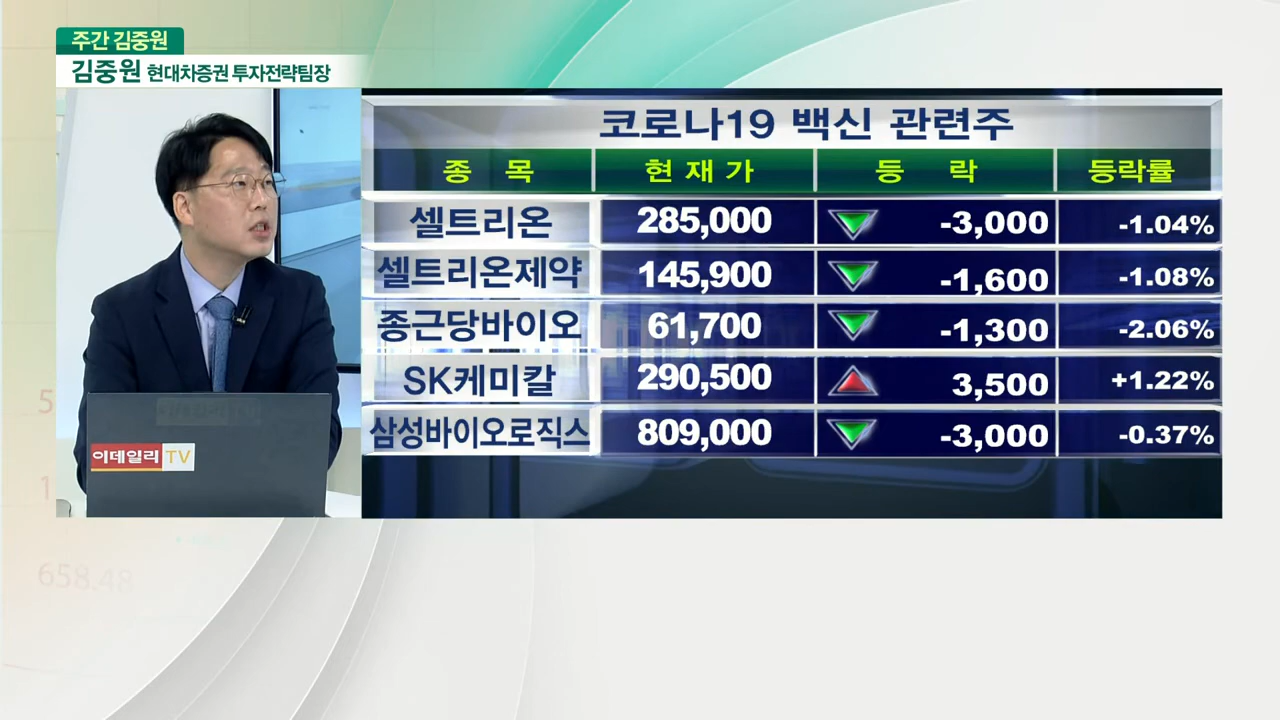 주간 김중원
김중원 현대차증권 투자전략팀장
코로나19 백신 관련주
종 목 현 재 가 등 락 등락률
셀트리온 285,000 -3,000 -1.04%
셀트리온제약 145,900 -1,600 -1.08%
종근당바이오 61,700 -1,300 -2.06%
SK케미칼 290,500 3,500 +1.22%
삼성바이오로직스 809,000 -3,000 -0.37%
이데일리 TV
5
1
658.48